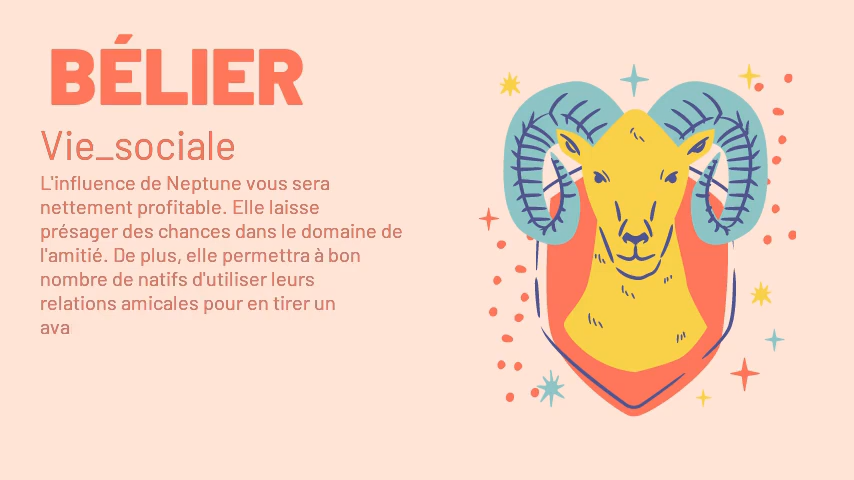 BÉLIER
Vie_sociale
L'influence de Neptune vous sera
nettement profitable. Elle laisse
présager des chances dans le domaine de
l'amitié. De plus, elle permettra à bon
nombre de natifs d'utiliser leurs
relations amicales pour en tirer un
ava